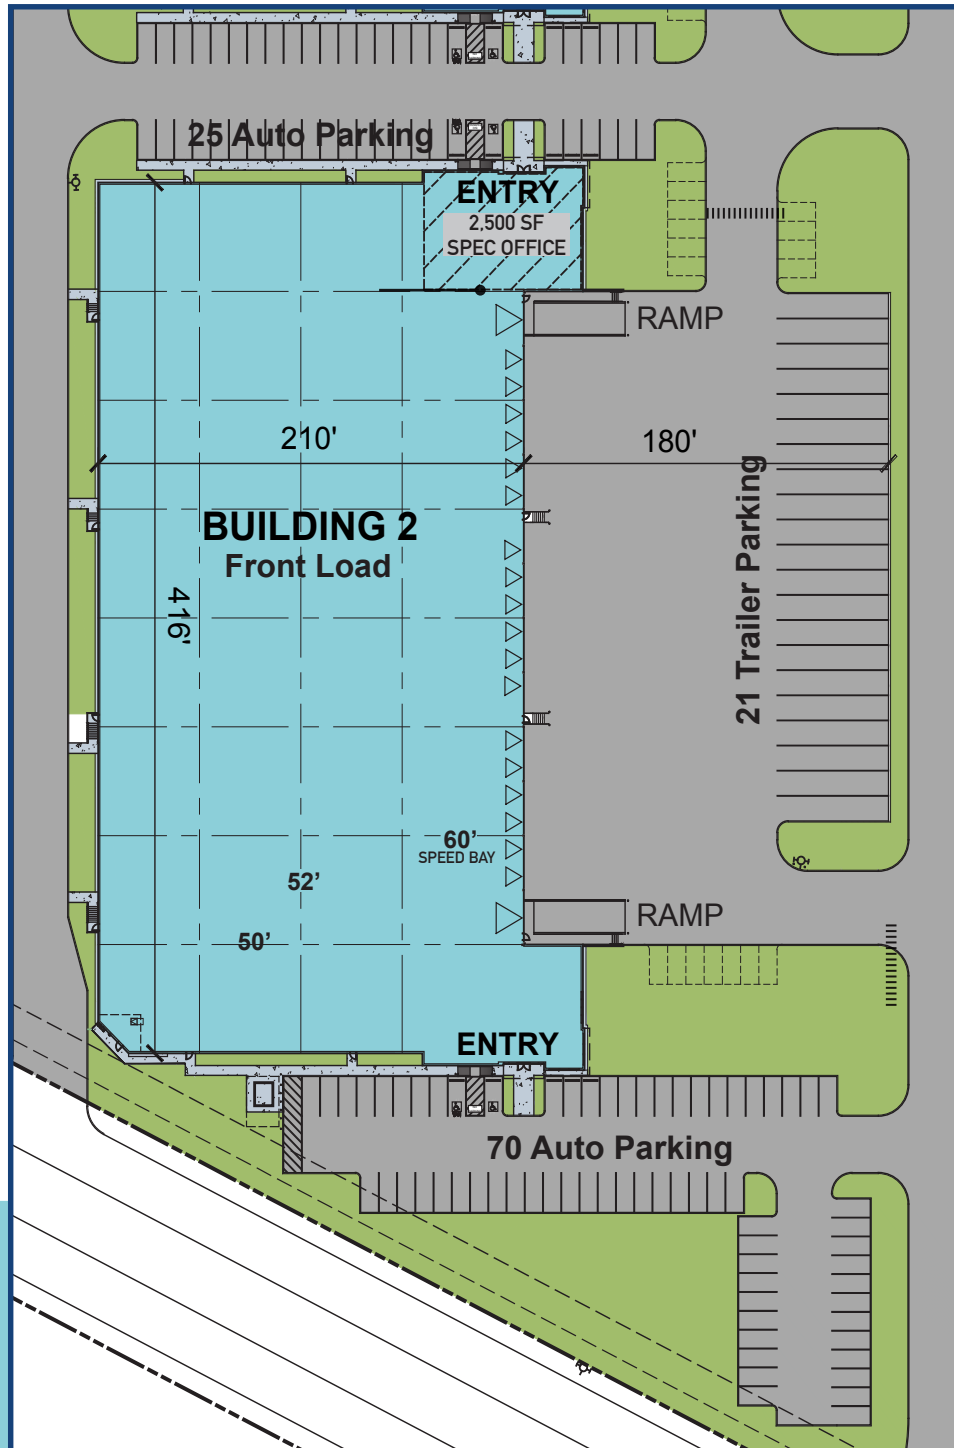 25 Auto Parking
ENTRY
2,500 SF
SPEC OFFICE
RAMP
210'
180'
BUILDING 2
Front Load
416'
21 Trailer Parking
60’
SPEED BAY
52’
50’
RAMP
ENTRY
70 Auto Parking